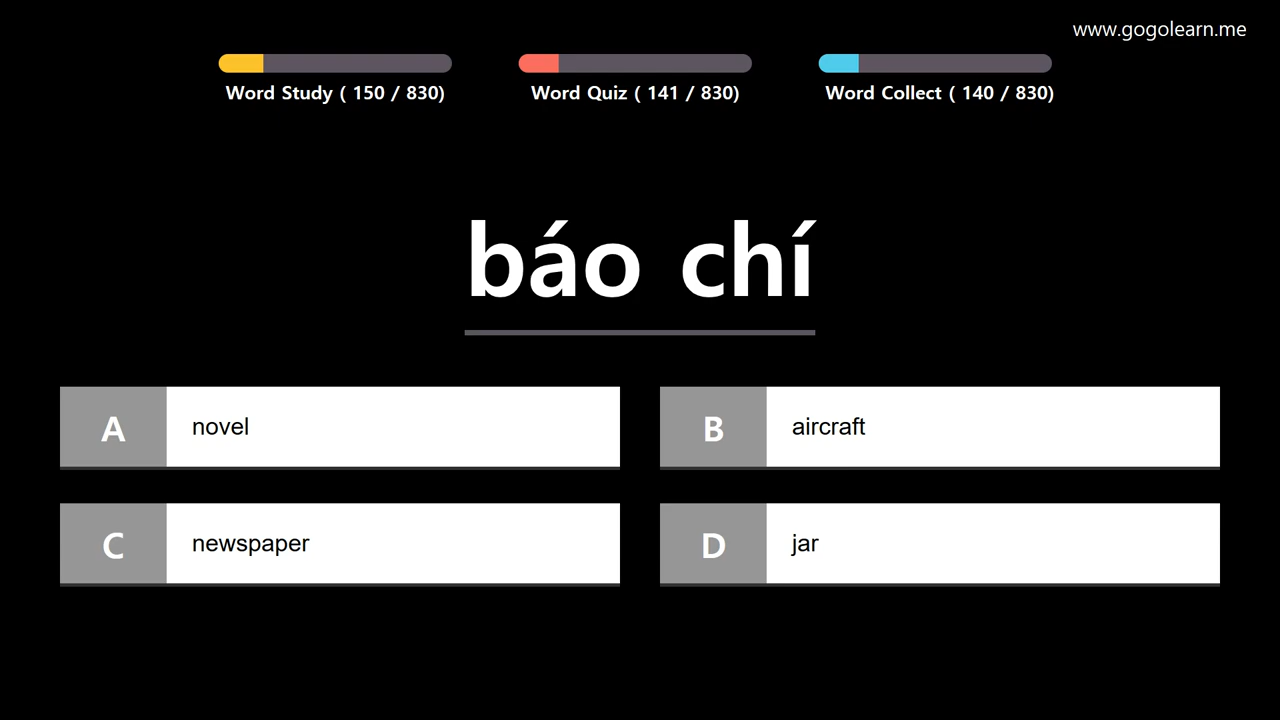 www.gogolearn.me
Word Study ( 150 / 830)
Word Quiz ( 141 / 830)
Word Collect ( 140 / 830)
báo chí
A novel
B aircraft
C newspaper
D jar